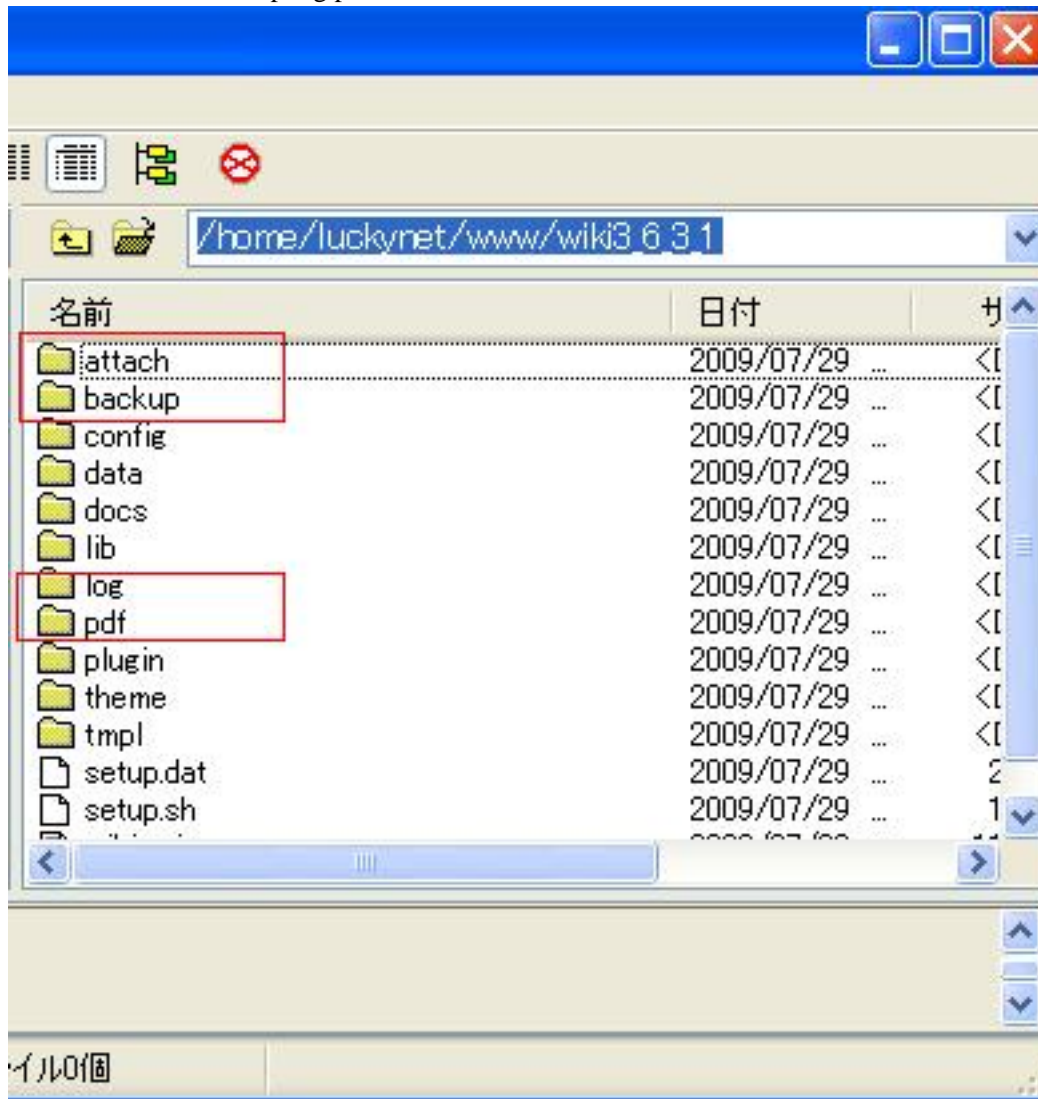 /home/luckynet/www/wiki3_6_3_1
名前 日付 サ
attach 2009/07/29 ... <D
backup 2009/07/29 ... <D
config 2009/07/29 ... <D
data 2009/07/29 ... <D
docs 2009/07/29 ... <D
lib 2009/07/29 ... <D
log 2009/07/29 ... <D
pdf 2009/07/29 ... <D
plugin 2009/07/29 ... <D
theme 2009/07/29 ... <D
tmpl 2009/07/29 ... <D
setup.dat 2009/07/29 ... 2
setup.sh 2009/07/29 ... 1
イル0個